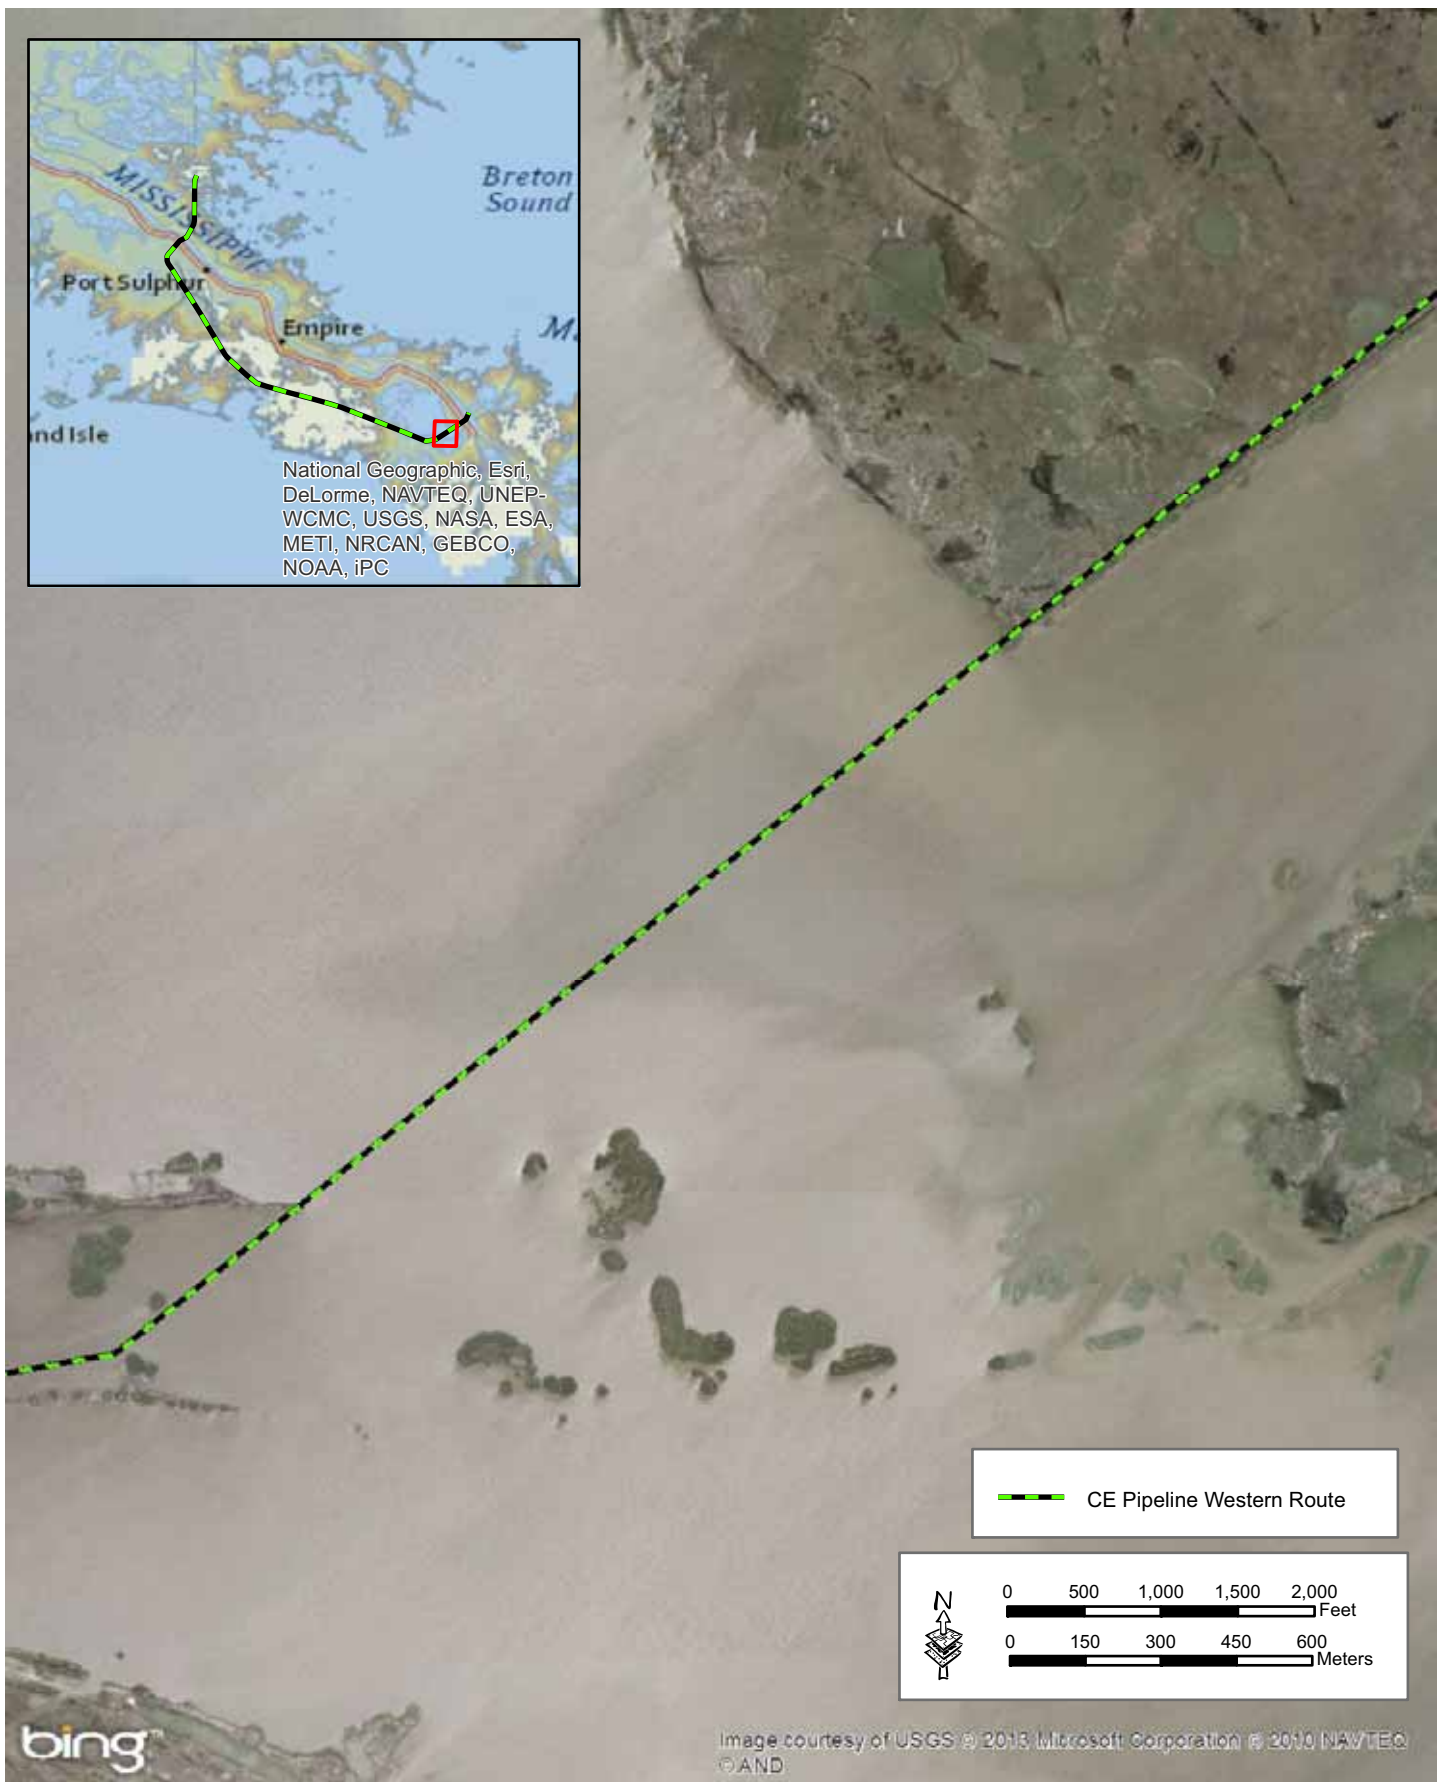 MISSISSIPPI
Breton
Sound
Port Sulphur
Empire
nd Isle
National Geographic, Esri,
DeLorme, NAVTEQ, UNEP-
WCMC, USGS, NASA, ESA,
METI, NRCAN, GEBCO,
NOAA, iPC
CE Pipeline Western Route
N
0 500 1,000 1,500 2,000
Feet
0 150 300 450 600
Meters
bing™
Image courtesy of USGS © 2013 Microsoft Corporation © 2010 NAVTEQ
© AND